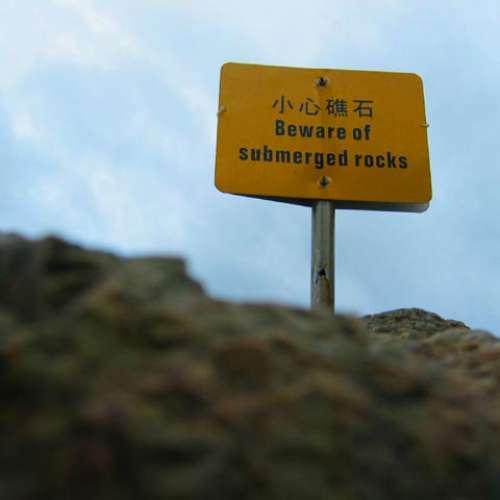 小心礁石
Beware of
submerged rocks